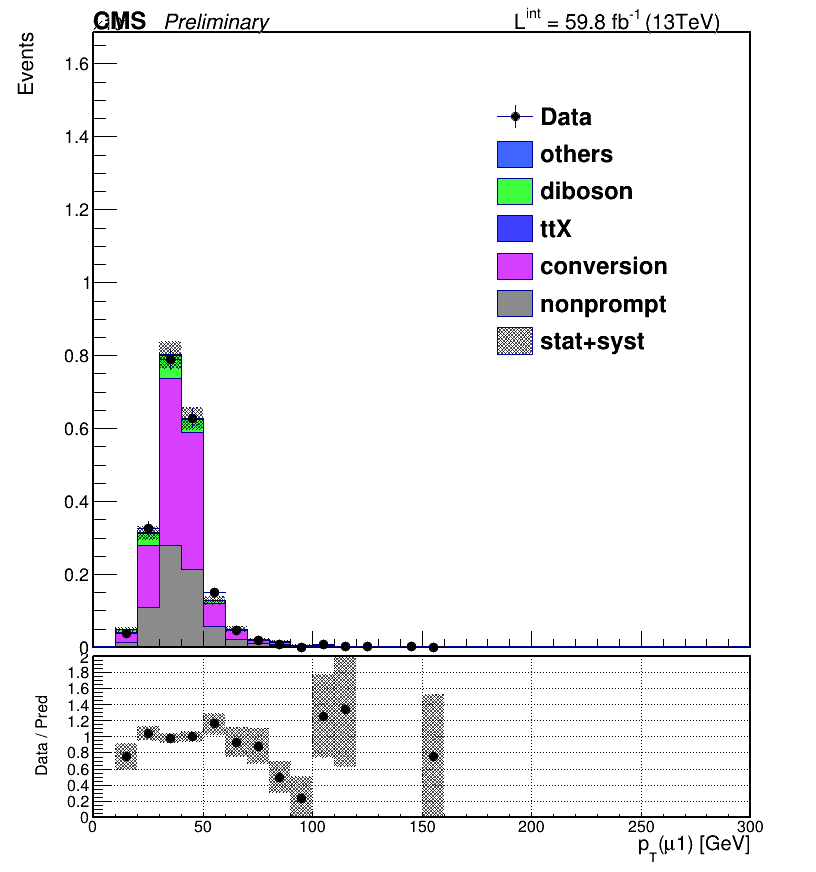 CMS Preliminary L^int = 59.8 fb^-1 (13TeV)
Events
1.6
1.4
1.2
1
0.8
0.6
0.4
0.2
0
Data
others
diboson
ttX
conversion
nonprompt
stat+syst
Data / Pred
2
1.8
1.6
1.4
1.2
1
0.8
0.6
0.4
0.2
0
0 50 100 150 200 250 300
p_T(μ1) [GeV]